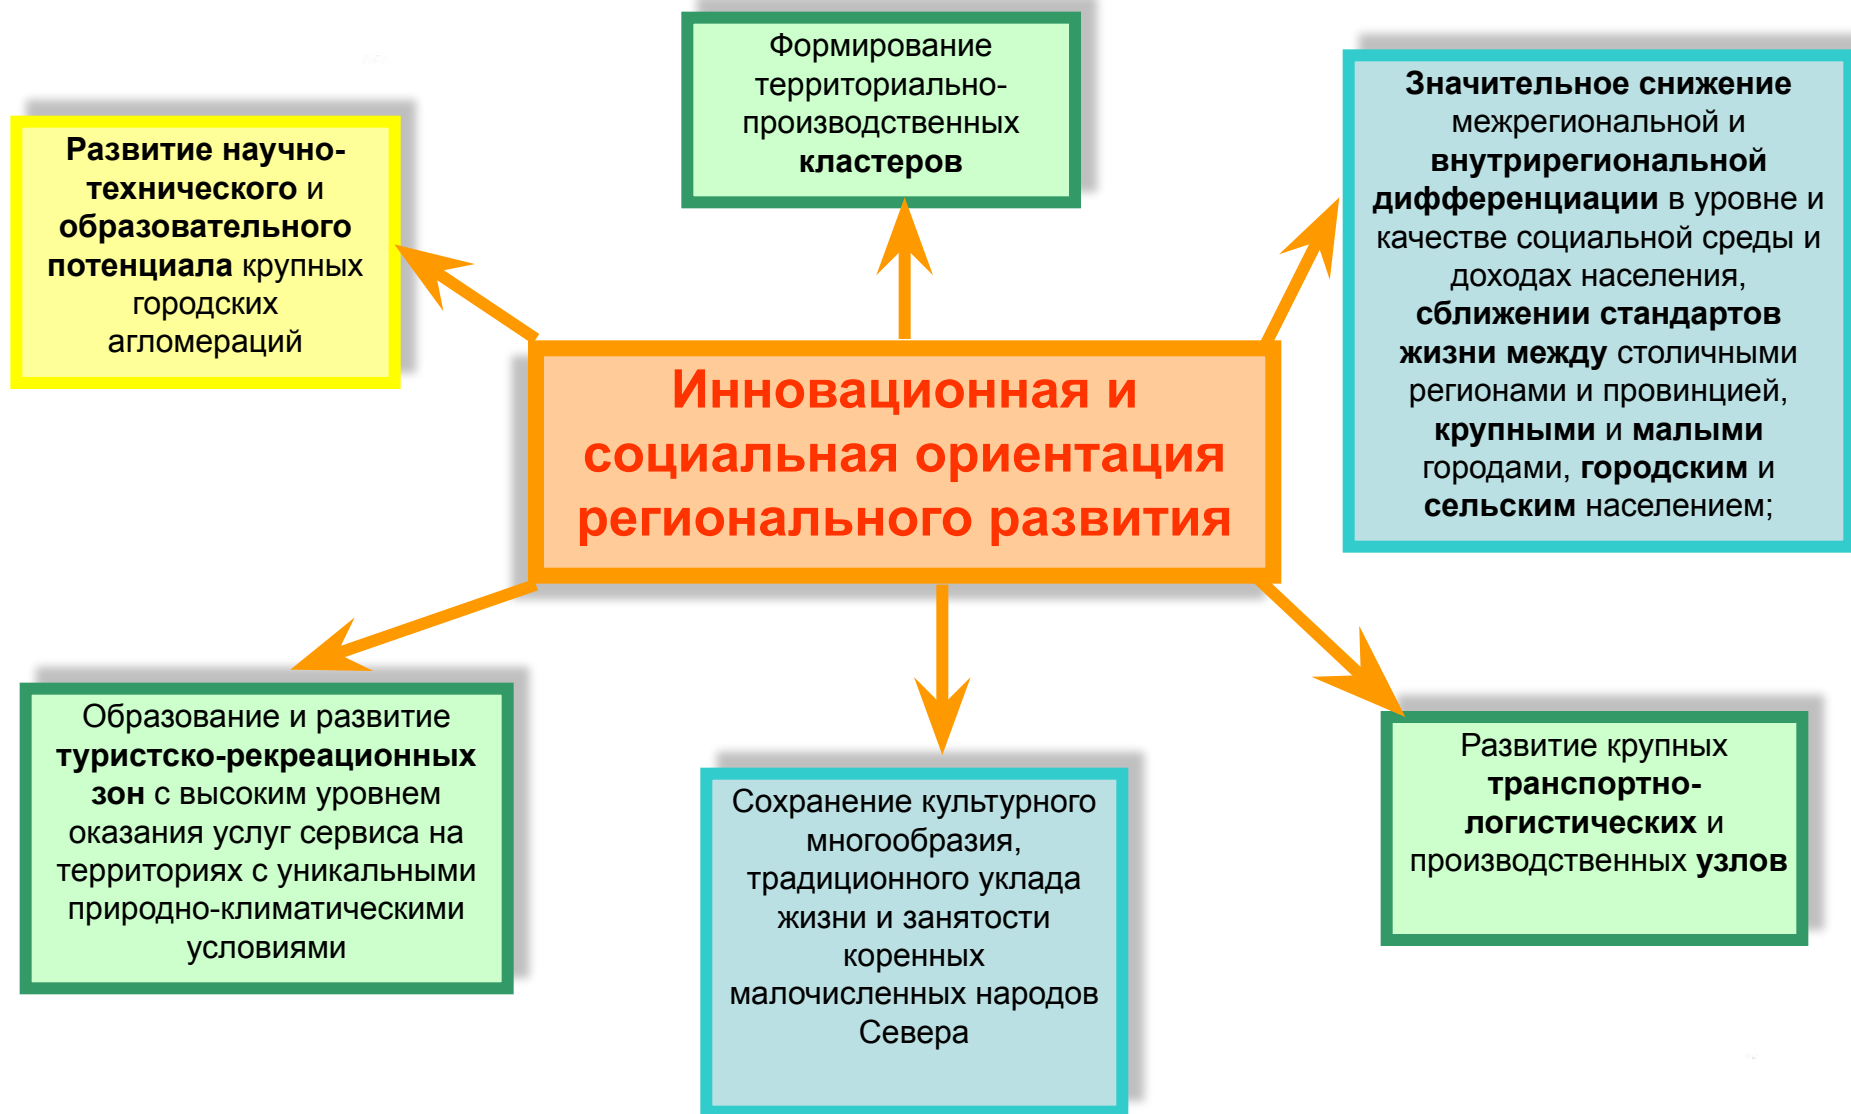 Формирование
территориально-
производственных
кластеров
Развитие научно-
технического и
образовательного
потенциала крупных
городских
агломераций
Значительное снижение
межрегиональной и
внутрирегиональной
дифференциации в уровне и
качестве социальной среды и
доходах населения,
сближении стандартов
жизни между столичными
регионами и провинцией,
крупными и малыми
городами, городским и
сельским населением;
Инновационная и
социальная ориентация
регионального развития
Образование и развитие
туристско-рекреационных
зон с высоким уровнем
оказания услуг сервиса на
территориях с уникальными
природно-климатическими
условиями
Сохранение культурного
многообразия,
традиционного уклада
жизни и занятости
коренных
малочисленных народов
Севера
Развитие крупных
транспортно-
логистических и
производственных узлов